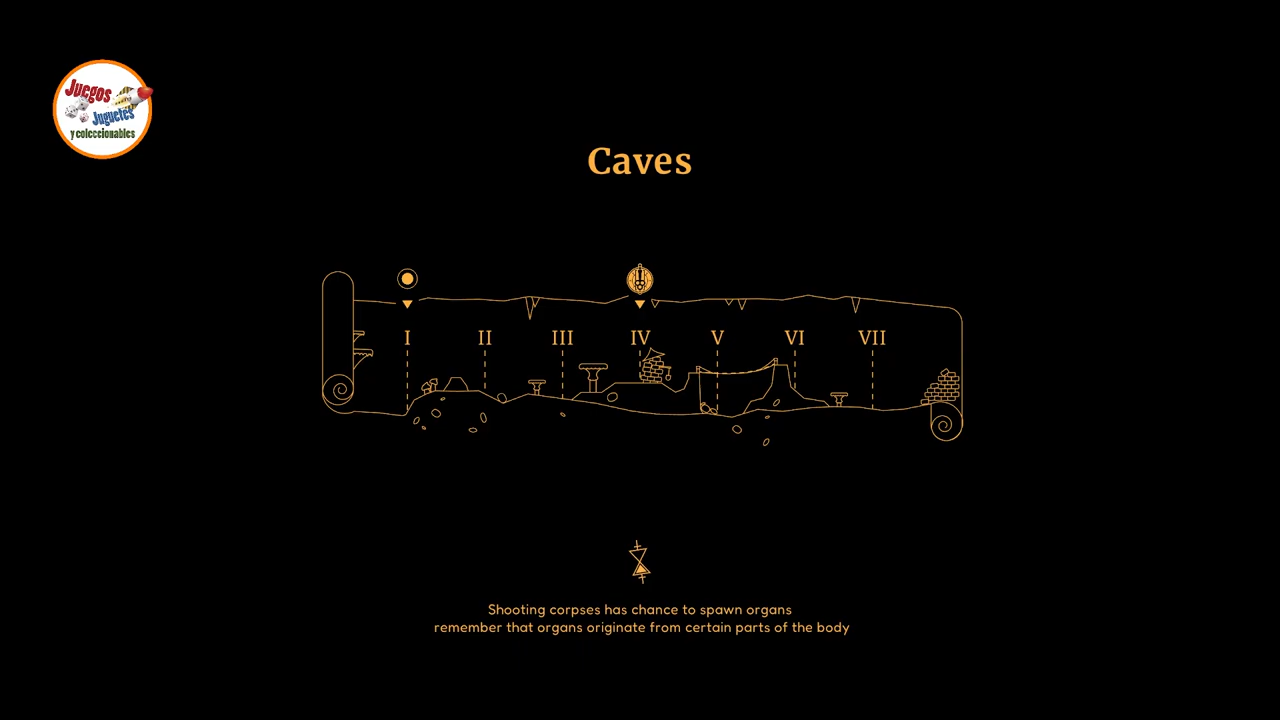 Juegos
Juguetes
y coleccionables
Caves
I II III IV V VI VII
Shooting corpses has chance to spawn organs
remember that organs originate from certain parts of the body